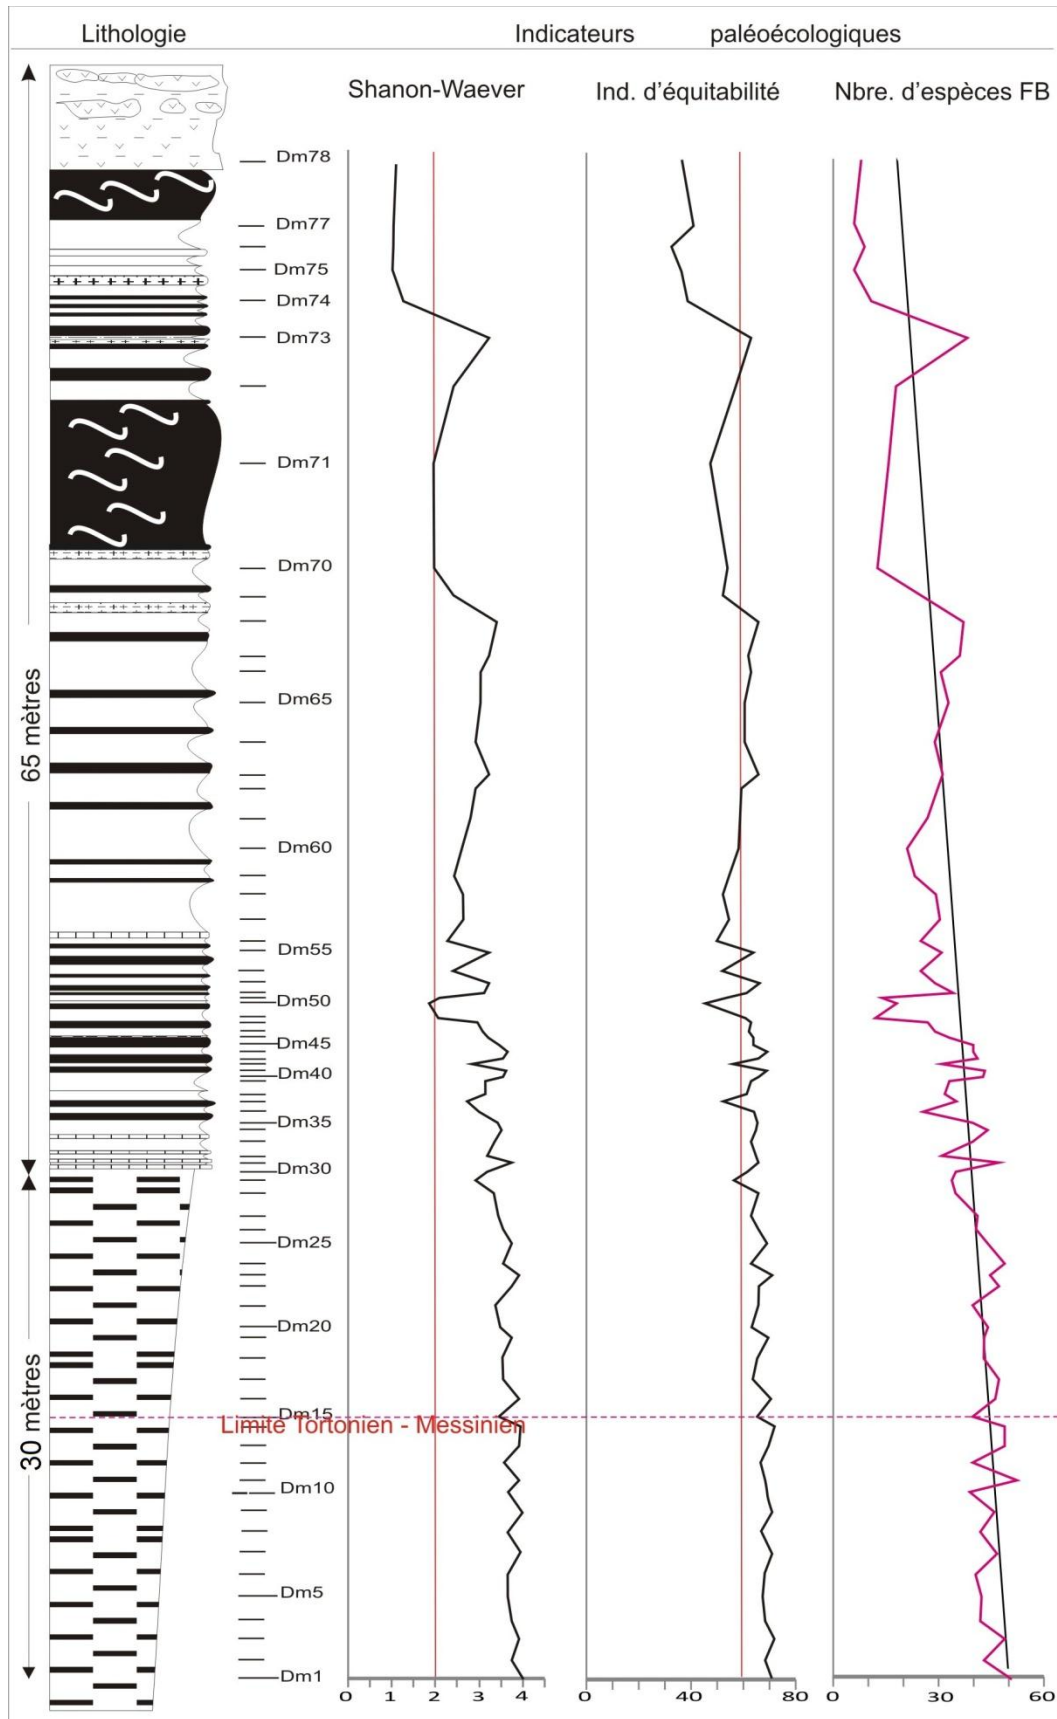 Lithologie Indicateurs paléoécologiques
Shanon-Waever Ind. d'équitabilité Nbre. d'espèces FB
65 mètres
30 mètres
Dm78
Dm77
Dm75
Dm74
Dm73
Dm71
Dm70
Dm65
Dm60
Dm55
Dm50
Dm45
Dm40
Dm35
Dm30
Dm25
Dm20
Dm15
Limite Tortonien - Messinien
Dm10
Dm5
Dm1
0 1 2 3 4 0 40 80 0 30 60